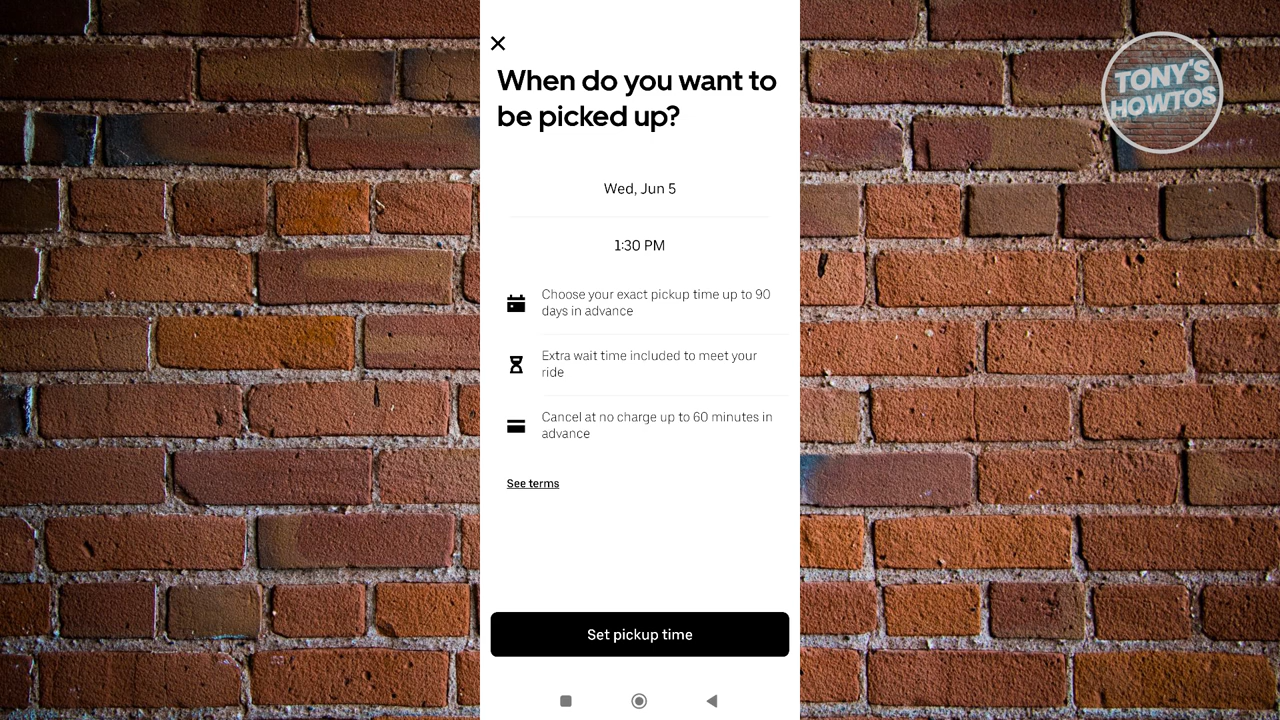 TONY'S
HOWTOS
When do you want to
be picked up?
Wed, Jun 5
1:30 PM
Choose your exact pickup time up to 90
days in advance
Extra wait time included to meet your
ride
Cancel at no charge up to 60 minutes in
advance
See terms
Set pickup time